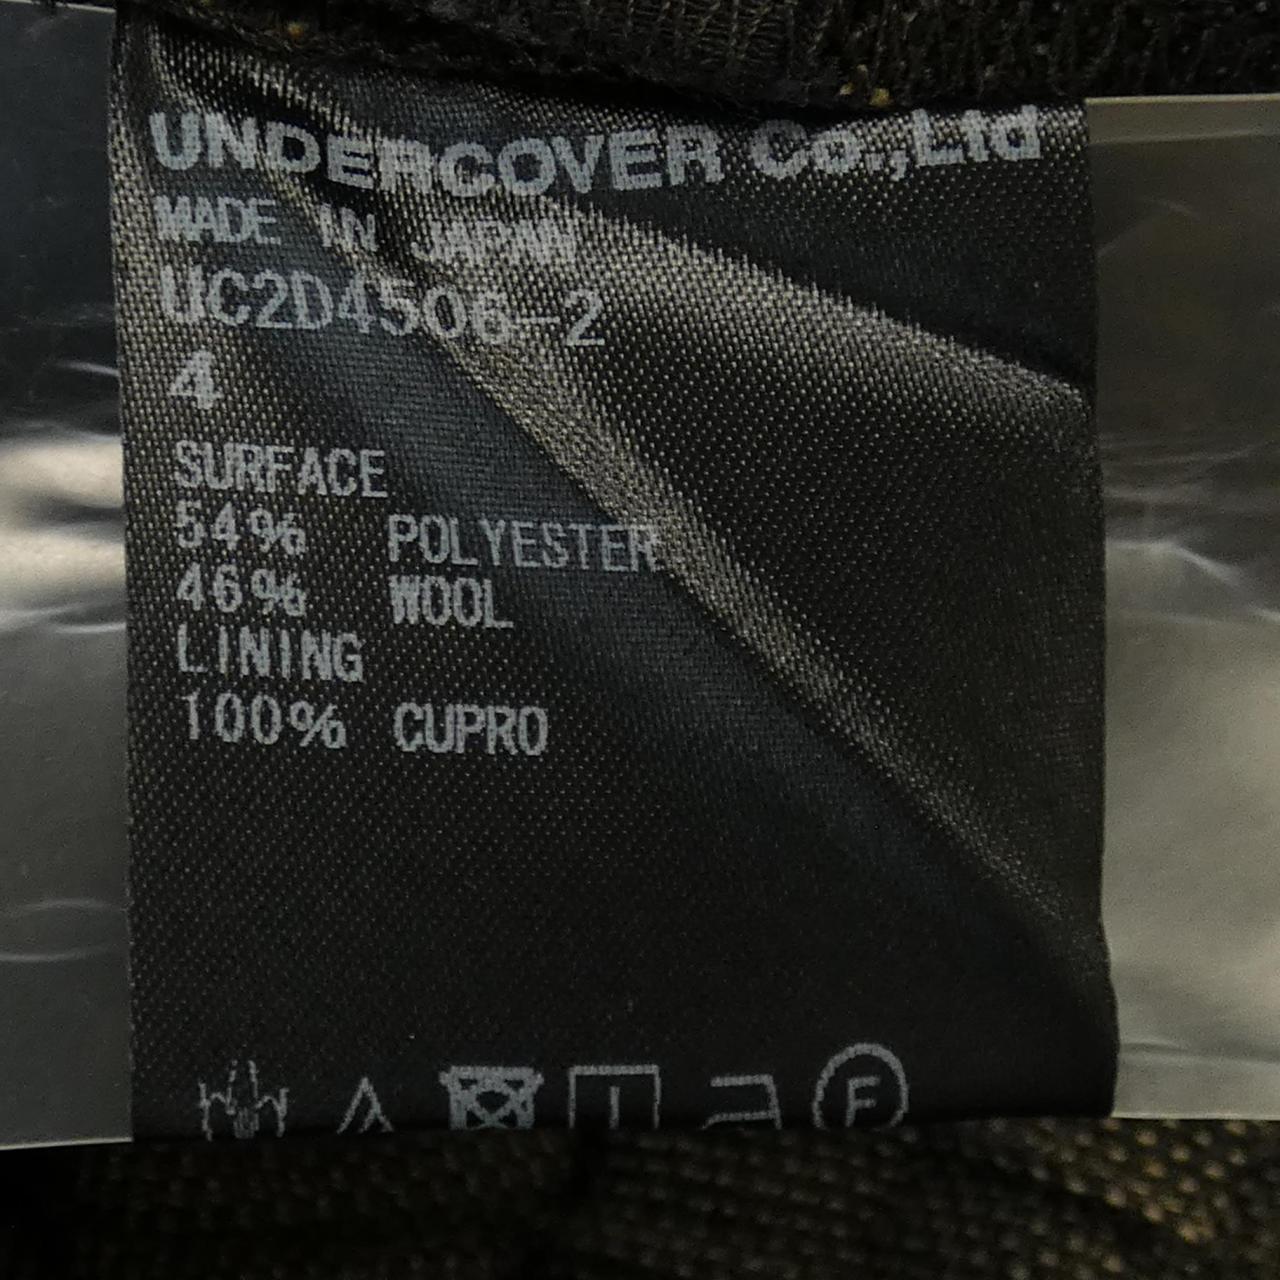 UNDERCOVER Co.,Ltd
MADE IN JAPAN
UC2D4506-2
4
SURFACE
54% POLYESTER
46% WOOL
LINING
100% CUPRO
F